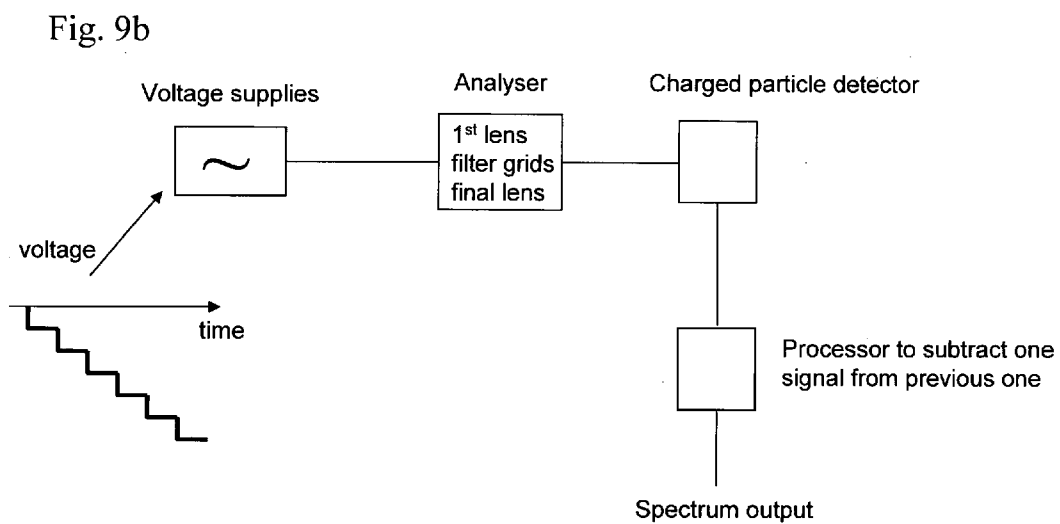 Fig. 9b
Voltage supplies
Analyser
Charged particle detector
~
1st lens
filter grids
final lens
voltage
time
Processor to subtract one
signal from previous one
Spectrum output